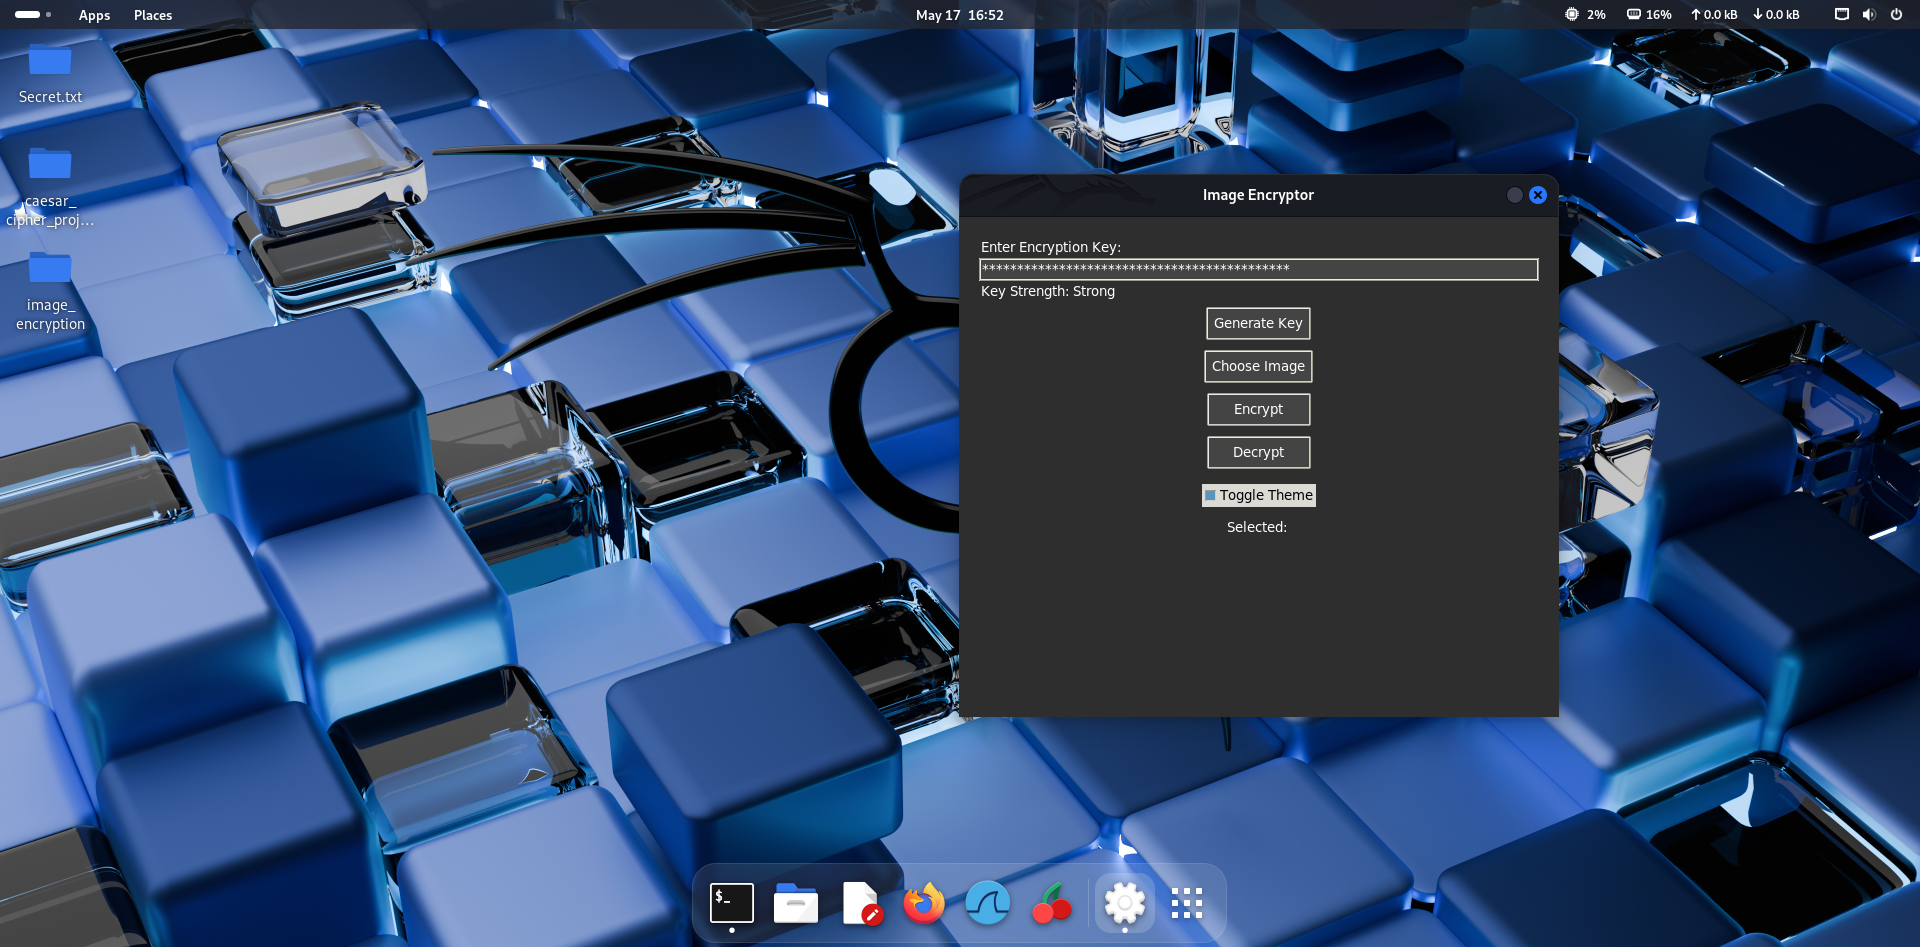 Apps Places May 17 16:52 2% 16% 0.0 kB 0.0 kB
Secret.txt
caesar_
cipher_proj...
image_
encryption
Image Encryptor
Enter Encryption Key:
********************************************
Key Strength: Strong
Generate Key
Choose Image
Encrypt
Decrypt
Toggle Theme
Selected:
$_